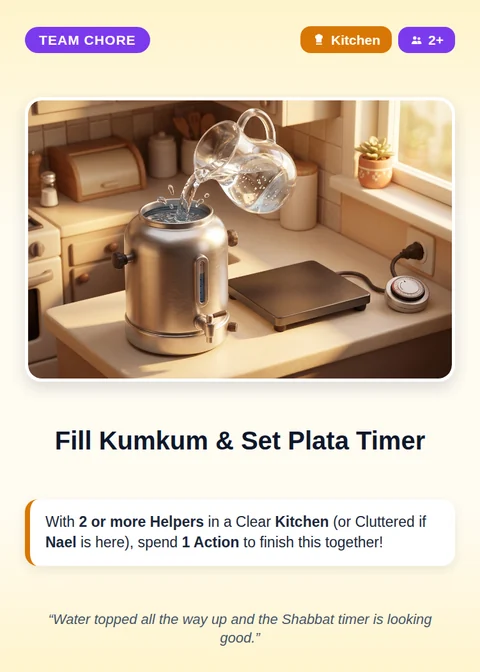 TEAM CHORE
Kitchen
2+
Fill Kumkum & Set Plata Timer
With 2 or more Helpers in a Clear Kitchen (or Cluttered if
Nael is here), spend 1 Action to finish this together!
“Water topped all the way up and the Shabbat timer is looking
good.”